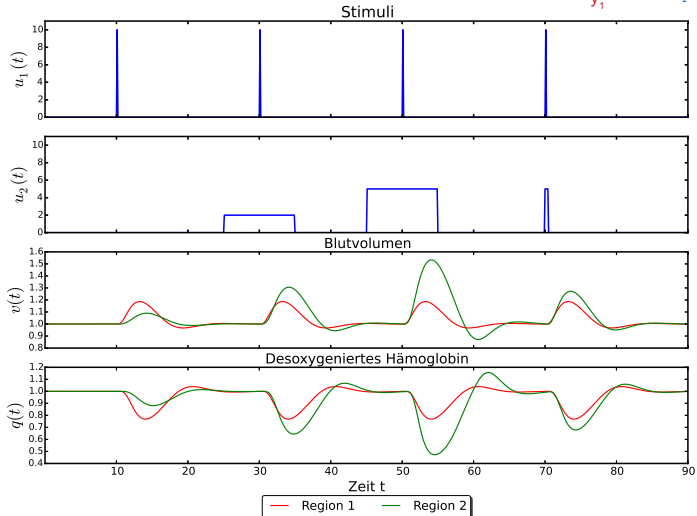 y₁
Stimuli
u₁(t)
10
8
6
4
2
0
u₂(t)
10
8
6
4
2
0
Blutvolumen
v(t)
1.6
1.5
1.4
1.3
1.2
1.1
1.0
0.9
0.8
Desoxygeniertes Hämoglobin
q(t)
1.2
1.1
1.0
0.9
0.8
0.7
0.6
0.5
0.4
10 20 30 40 50 60 70 80 90
Zeit t
Region 1 Region 2